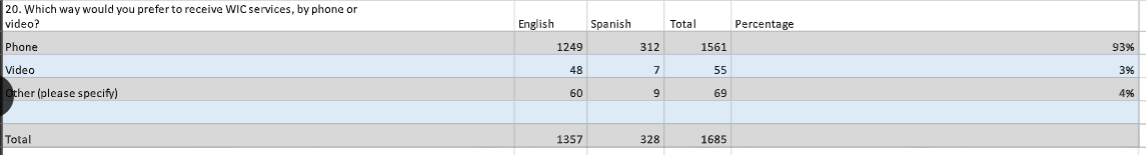 20. Which way would you prefer to receive WIC services, by phone or
video? English Spanish Total Percentage
Phone 1249 312 1561 93%
Video 48 7 55 3%
Other (please specify) 60 9 69 4%
Total 1357 328 1685